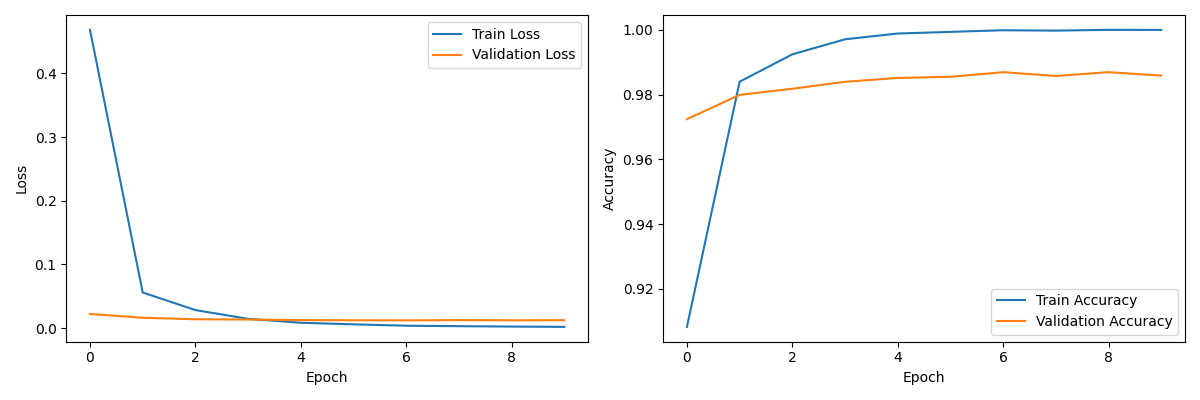 Train Loss
Validation Loss
0.4
0.3
0.2
0.1
0.0
Loss
0 2 4 6 8
Epoch
1.00
0.98
0.96
0.94
0.92
Accuracy
Train Accuracy
Validation Accuracy
0 2 4 6 8
Epoch